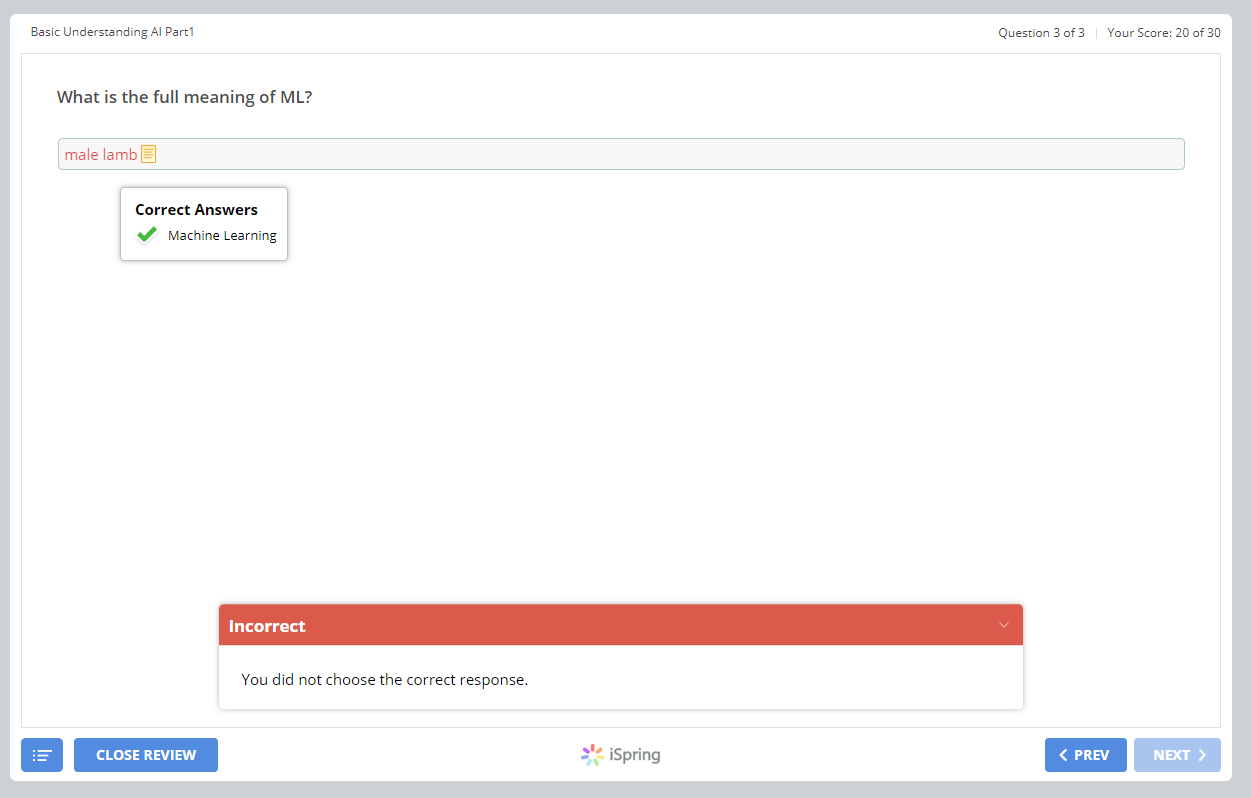 Basic Understanding AI Part1
Question 3 of 3 | Your Score: 20 of 30
What is the full meaning of ML?
male lamb
Correct Answers
Machine Learning
Incorrect
You did not choose the correct response.
CLOSE REVIEW
iSpring
PREV
NEXT